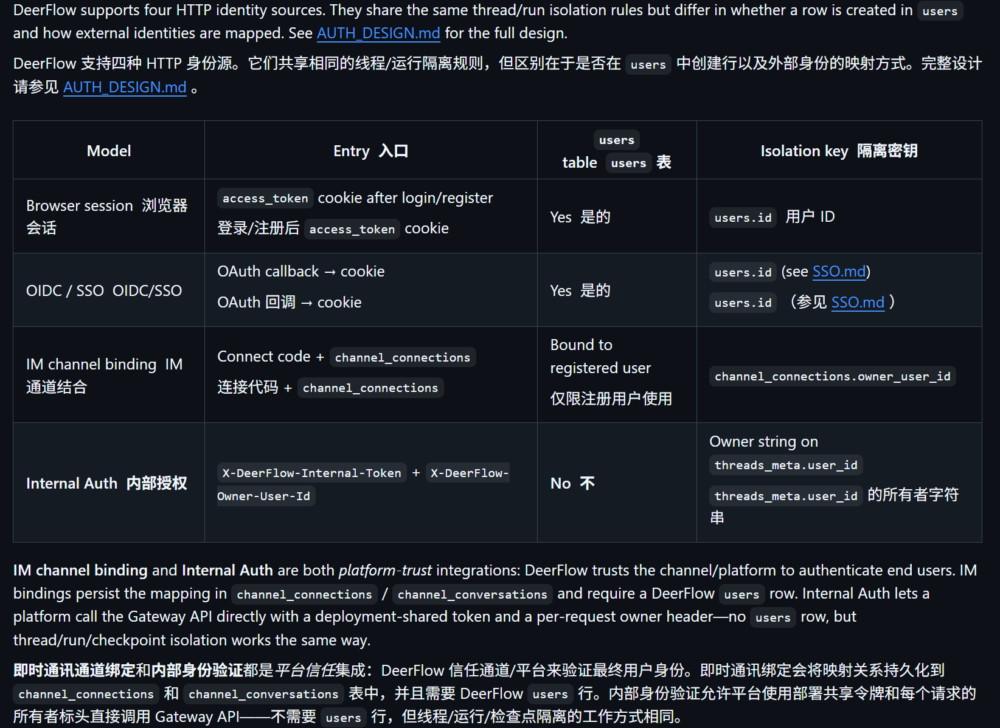 DeerFlow supports four HTTP identity sources. They share the same thread/run isolation rules but differ in whether a row is created in users
and how external identities are mapped. See AUTH_DESIGN.md for the full design.
DeerFlow 支持四种 HTTP 身份源。它们共享相同的线程/运行隔离规则，但区别在于是否在 users 中创建行以及外部身份的映射方式。完整设计
请参见 AUTH_DESIGN.md 。
Model
Entry 入口
users
table users 表
Isolation key 隔离密钥
Browser session 浏览器
会话
access_token cookie after login/register
登录/注册后 access_token cookie
Yes 是的
users.id 用户 ID
OIDC / SSO OIDC/SSO
OAuth callback → cookie
OAuth 回调 → cookie
Yes 是的
users.id (see SSO.md)
users.id （参见 SSO.md ）
IM channel binding IM
通道结合
Connect code + channel_connections
连接代码 + channel_connections
Bound to
registered user
仅限注册用户使用
channel_connections.owner_user_id
Internal Auth 内部授权
X-DeerFlow-Internal-Token + X-DeerFlow-
Owner-User-Id
No 不
Owner string on
threads_meta.user_id
threads_meta.user_id 的所有者字符
串
IM channel binding and Internal Auth are both platform-trust integrations: DeerFlow trusts the channel/platform to authenticate end users. IM
bindings persist the mapping in channel_connections / channel_conversations and require a DeerFlow users row. Internal Auth lets a
platform call the Gateway API directly with a deployment-shared token and a per-request owner header—no users row, but
thread/run/checkpoint isolation works the same way.
即时通讯通道绑定和内部身份验证都是平台信任集成：DeerFlow 信任通道/平台来验证最终用户身份。即时通讯绑定会将映射关系持久化到
channel_connections 和 channel_conversations 表中，并且需要 DeerFlow users 行。内部身份验证允许平台使用部署共享令牌和每个请求的
所有者标头直接调用 Gateway API——不需要 users 行，但线程/运行/检查点隔离的工作方式相同。